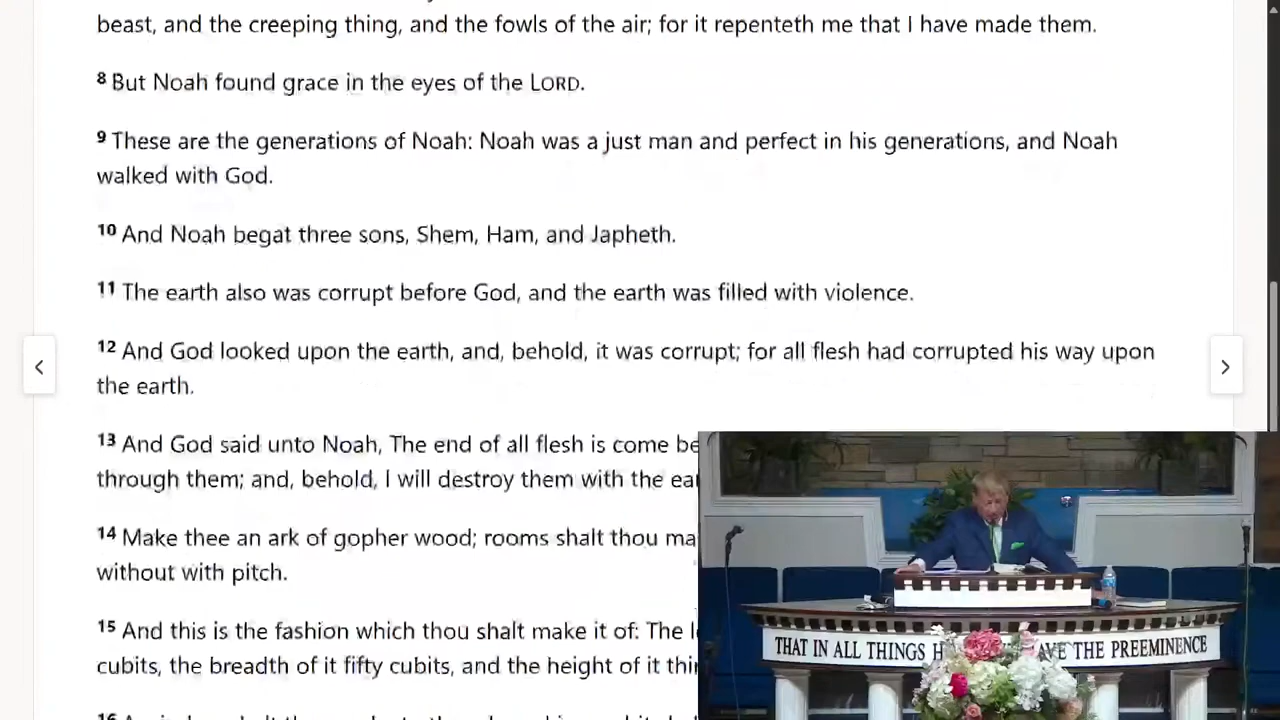 beast, and the creeping thing, and the fowls of the air; for it repenteth me that I have made them.
8 But Noah found grace in the eyes of the LORD.
9 These are the generations of Noah: Noah was a just man and perfect in his generations, and Noah
walked with God.
10 And Noah begat three sons, Shem, Ham, and Japheth.
11 The earth also was corrupt before God, and the earth was filled with violence.
12 And God looked upon the earth, and, behold, it was corrupt; for all flesh had corrupted his way upon
the earth.
13 And God said unto Noah, The end of all flesh is come be
through them; and, behold, I will destroy them with the ea
14 Make thee an ark of gopher wood; rooms shalt thou ma
without with pitch.
15 And this is the fashion which thou shalt make it of: The l
cubits, the breadth of it fifty cubits, and the height of it thi
16
THAT IN ALL THINGS H AVE THE PREEMINENCE